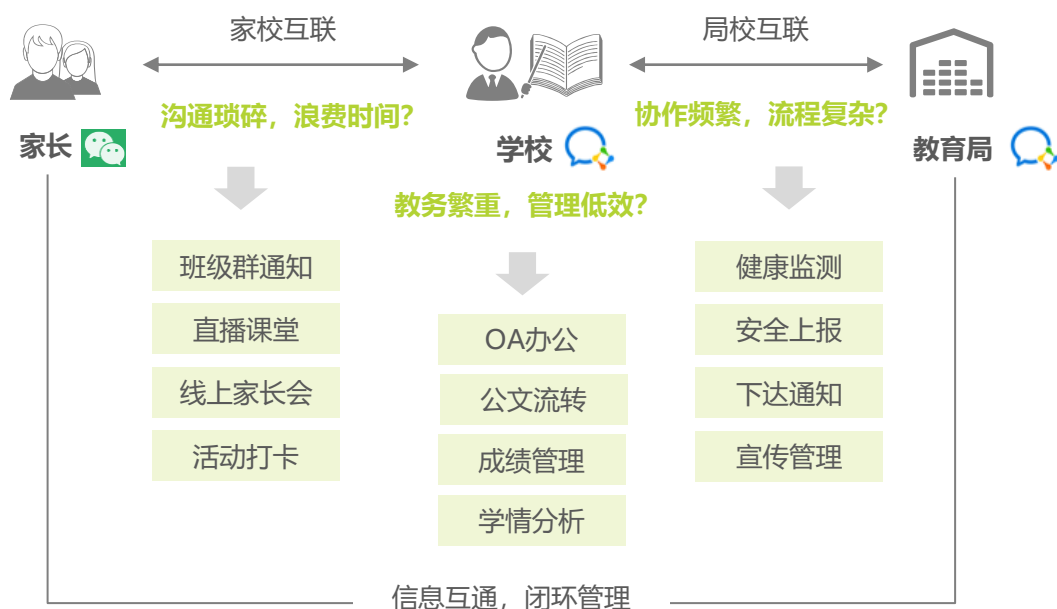 家校互联
局校互联
沟通琐碎，浪费时间？
协作频繁，流程复杂？
家长
学校
教育局
教务繁重，管理低效？
班级群通知
直播课堂
线上家长会
活动打卡
OA办公
公文流转
成绩管理
学情分析
健康监测
安全上报
下达通知
宣传管理
信息互通，闭环管理